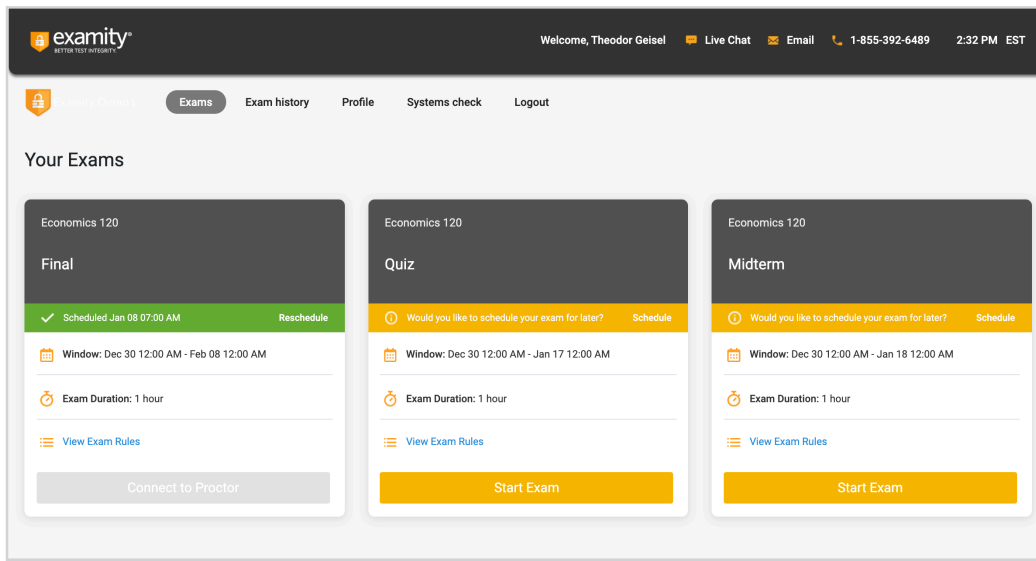 examity®
BETTER TEST INTEGRITY.
Welcome, Theodor Geisel Live Chat Email 1-855-392-6489 2:32 PM EST
Exams Exam history Profile Systems check Logout
Your Exams
Economics 120
Final
Scheduled Jan 08 07:00 AM Reschedule
Window: Dec 30 12:00 AM - Feb 08 12:00 AM
Exam Duration: 1 hour
View Exam Rules
Connect to Proctor
Economics 120
Quiz
Would you like to schedule your exam for later? Schedule
Window: Dec 30 12:00 AM - Jan 17 12:00 AM
Exam Duration: 1 hour
View Exam Rules
Start Exam
Economics 120
Midterm
Would you like to schedule your exam for later? Schedule
Window: Dec 30 12:00 AM - Jan 18 12:00 AM
Exam Duration: 1 hour
View Exam Rules
Start Exam